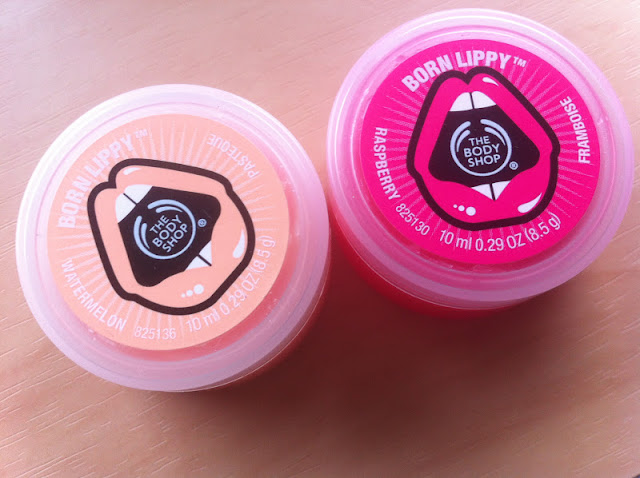 BORN LIPPY™
PASTEQUE
THE
BODY
SHOP®
WATERMELON 825136 10 ml 0.29 OZ (8.5 g)
BORN LIPPY™
FRAMBOISE
THE
BODY
SHOP®
RASPBERRY 825130 10 ml 0.29 OZ (8.5 g)